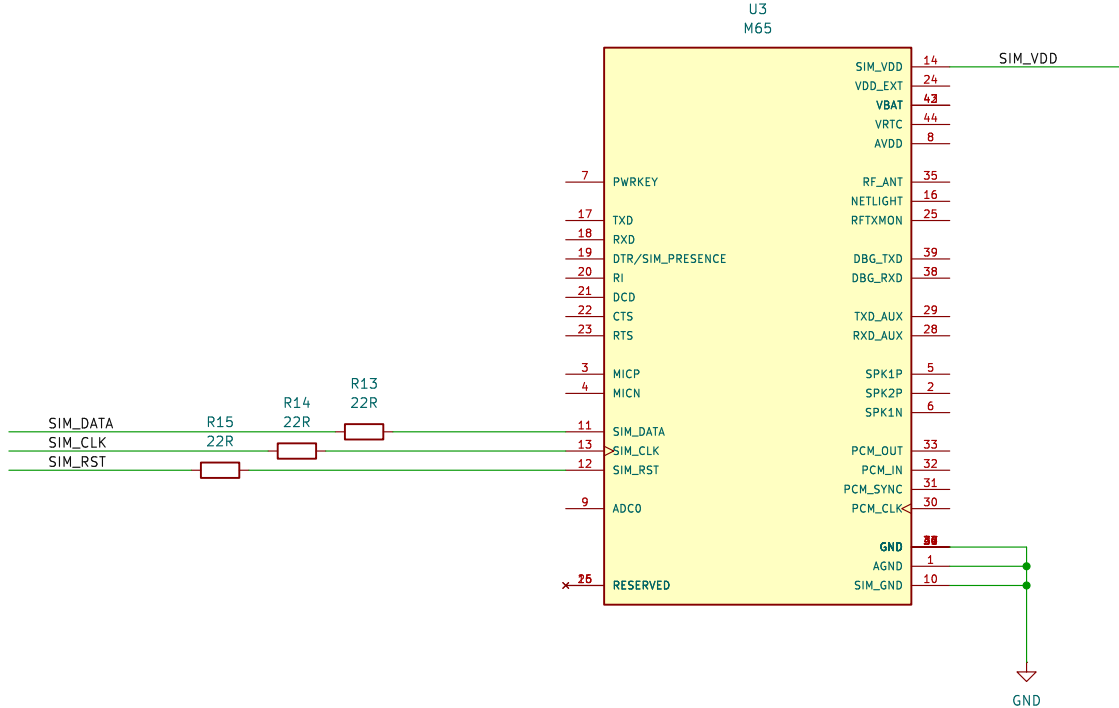 U3
M65
SIM_VDD 14 SIM_VDD
VDD_EXT 24
VBAT
VRTC 44
AVDD 8
7 PWRKEY RF_ANT 35
NETLIGHT 16
17 TXD RFTXMON 25
18 RXD
19 DTR/SIM_PRESENCE DBG_TXD 39
20 RI DBG_RXD 38
21 DCD
22 CTS TXD_AUX 29
23 RTS RXD_AUX 28
3 MICP SPK1P 5
4 MICN SPK2P 2
SPK1N 6
R13
22R
R14
22R
R15
22R
SIM_DATA 11 SIM_DATA
SIM_CLK 13 SIM_CLK PCM_OUT 33
SIM_RST 12 SIM_RST PCM_IN 32
PCM_SYNC 31
9 ADC0 PCM_CLK 30
GND
AGND 1
RESERVED SIM_GND 10
GND